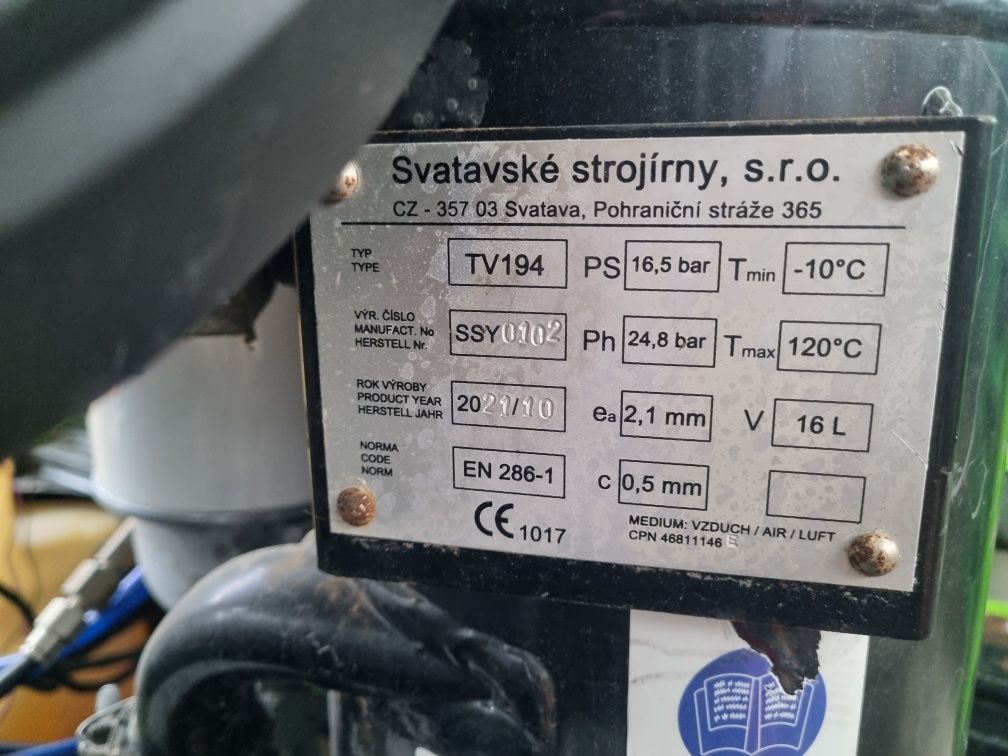 Svatavské strojírny, s.r.o.
CZ - 357 03 Svatava, Pohraniční stráže 365
TYP
TYPE
TV194
PS 16,5 bar
Tmin -10°C
VÝR. ČÍSLO
MANUFACT. No
HERSTELL Nr.
SSY0102
Ph 24,8 bar
Tmax 120°C
ROK VÝROBY
PRODUCT YEAR
HERSTELL JAHR
2021/10
ea 2,1 mm
V 16 L
NORMA
CODE
NORM
EN 286-1
c 0,5 mm
CE 1017
MEDIUM: VZDUCH / AIR / LUFT
CPN 46811146 E